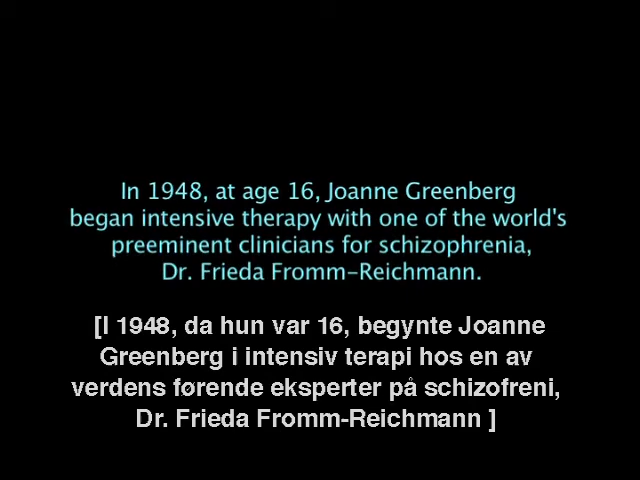 In 1948, at age 16, Joanne Greenberg
began intensive therapy with one of the world's
preeminent clinicians for schizophrenia,
Dr. Frieda Fromm-Reichmann.
[I 1948, da hun var 16, begynte Joanne
Greenberg i intensiv terapi hos en av
verdens førende eksperter på schizofreni,
Dr. Frieda Fromm-Reichmann ]